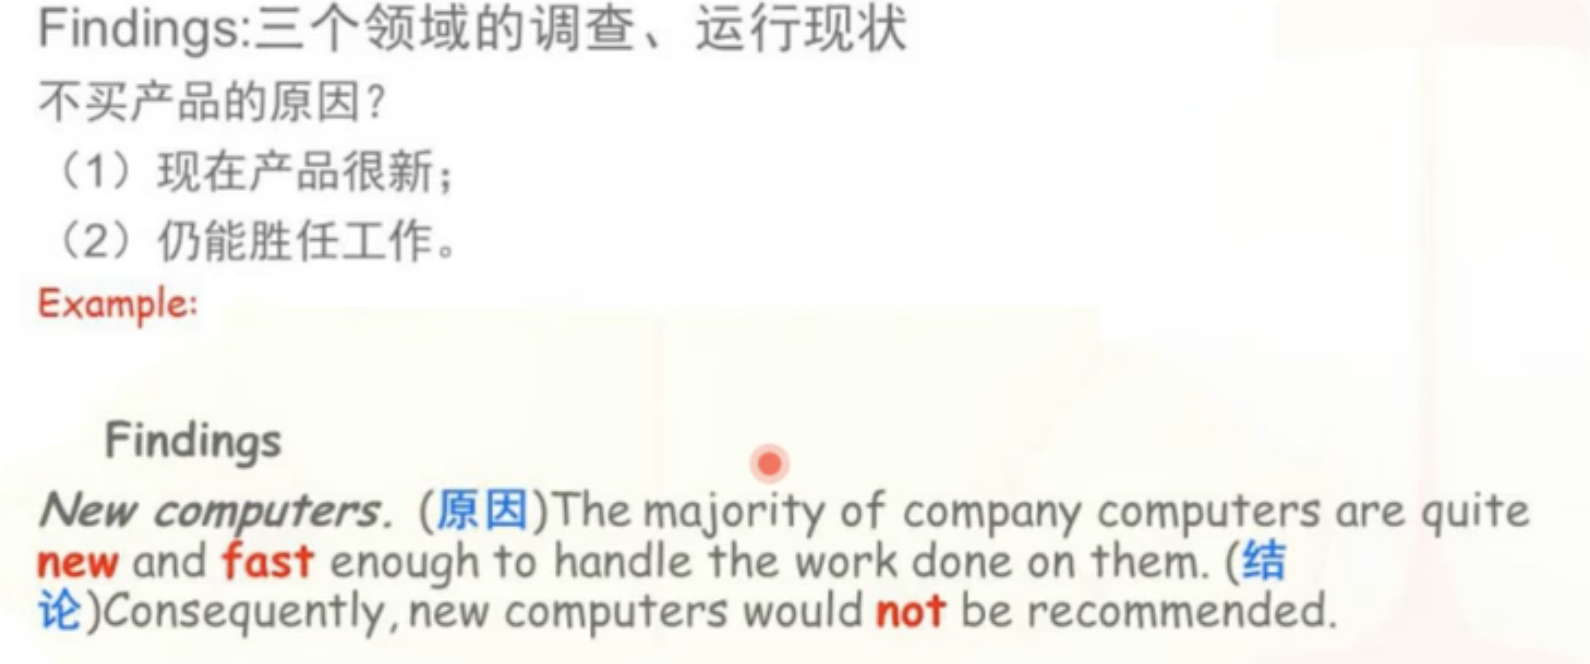 Findings:三个领域的调查、运行现状
不买产品的原因?
（1）现在产品很新；
（2）仍能胜任工作。
Example:
Findings
New computers. (原因)The majority of company computers are quite
new and fast enough to handle the work done on them. (结
论)Consequently, new computers would not be recommended.